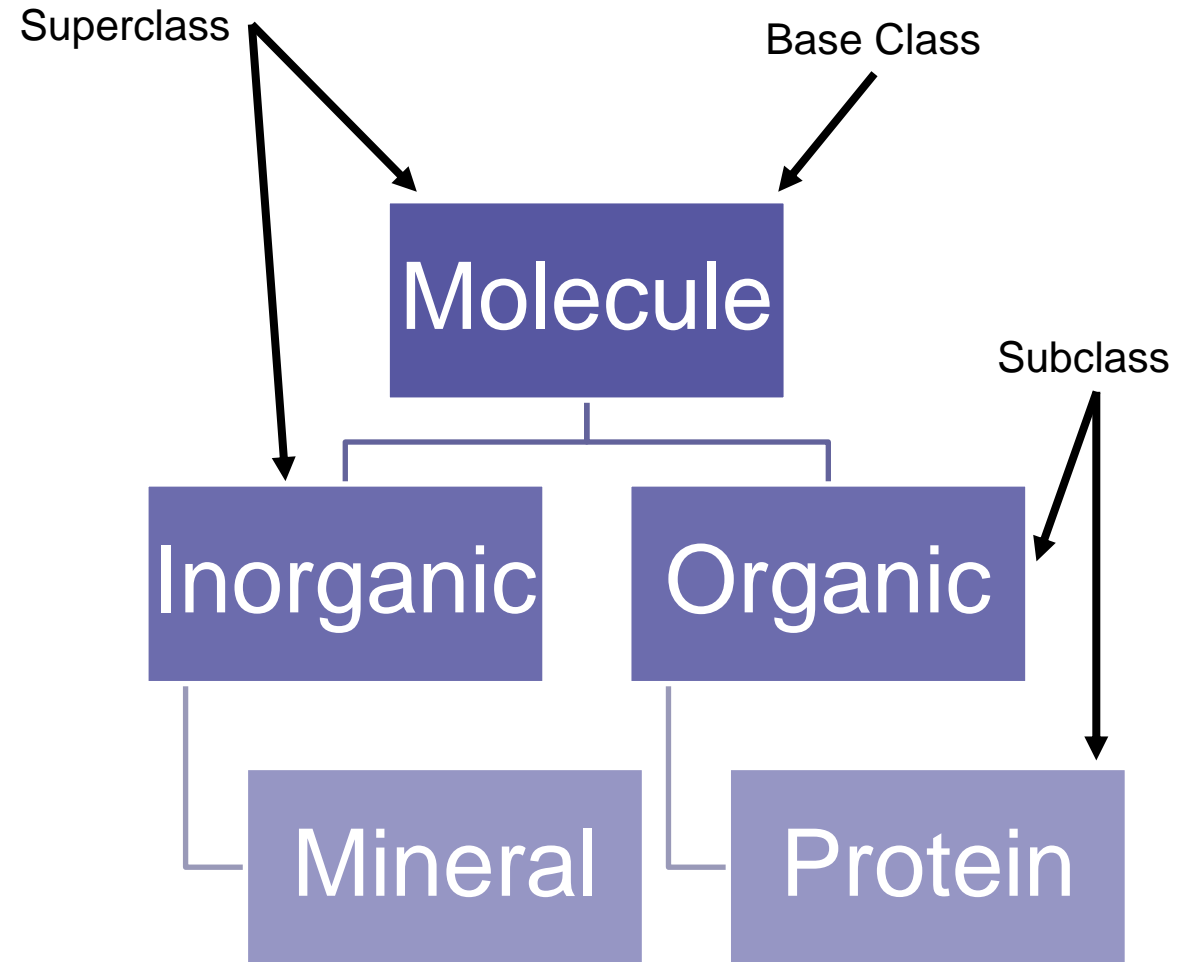 Superclass
Base Class
Molecule
Subclass
Inorganic
Organic
Mineral
Protein